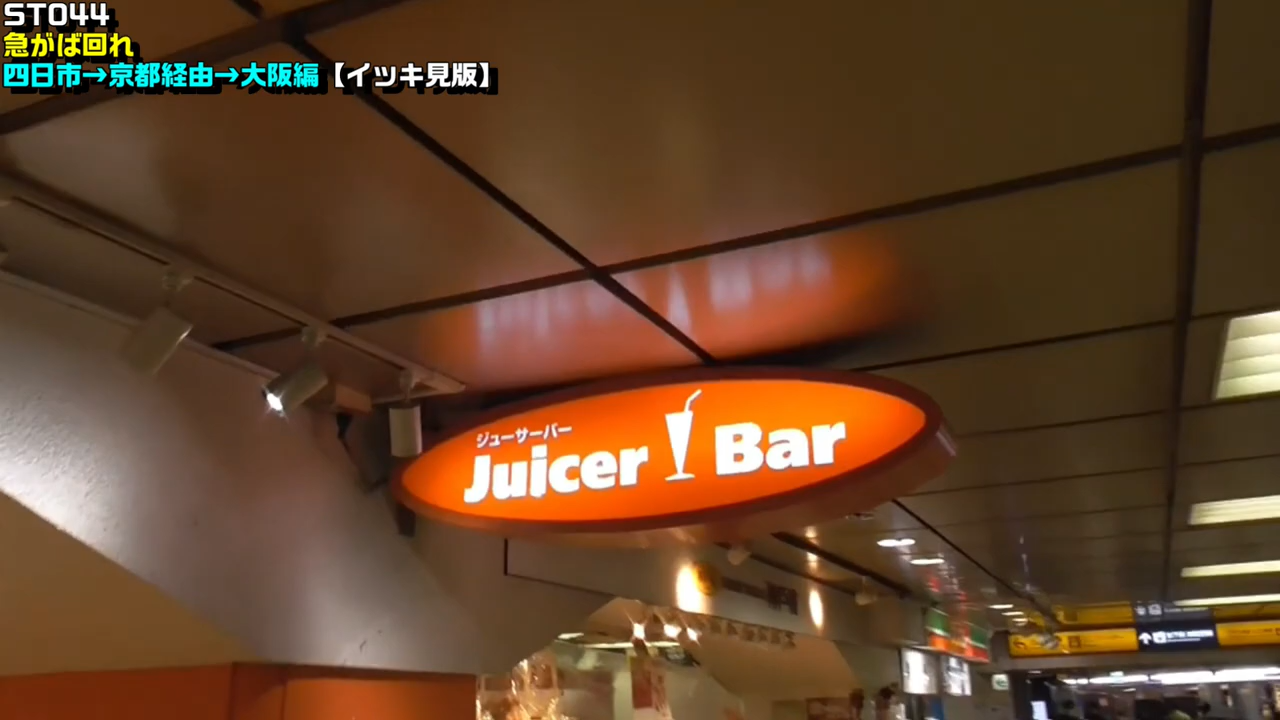 ST044
急がば回れ
四日市→京都経由→大阪編【イツキ見版】
ジューサーバー
Juicer Bar